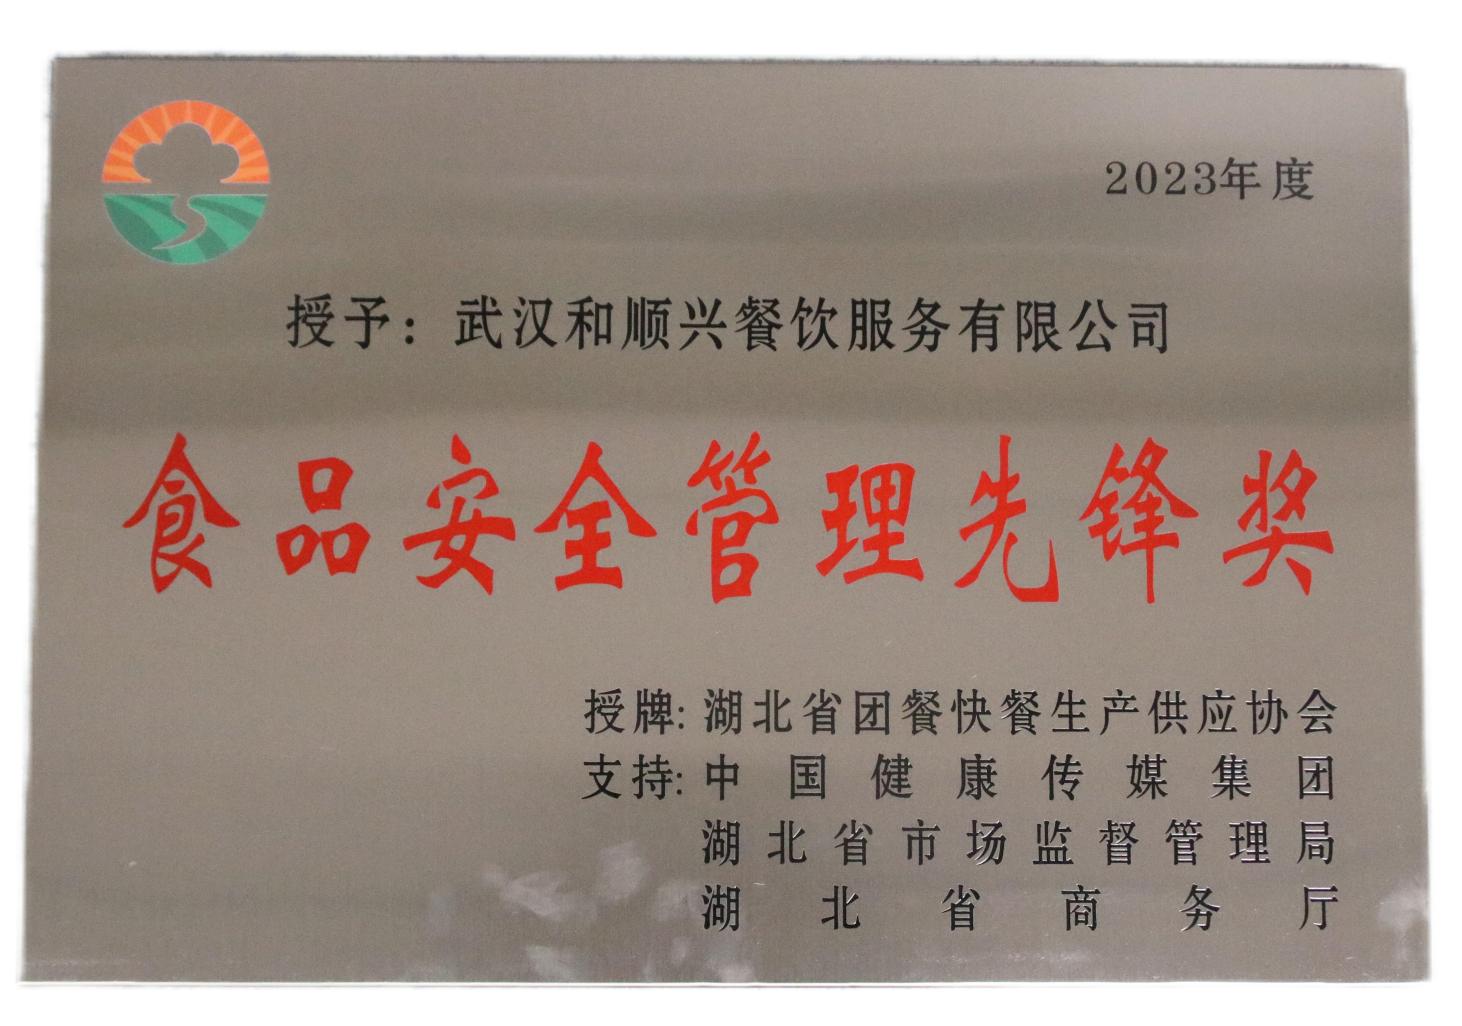 2023年度
授予：武汉和顺兴餐饮服务有限公司
食品安全管理先锋奖
授牌:湖北省团餐快餐生产供应协会
支持:中国健康传媒集团
湖北省市场监督管理局
湖北省商务厅